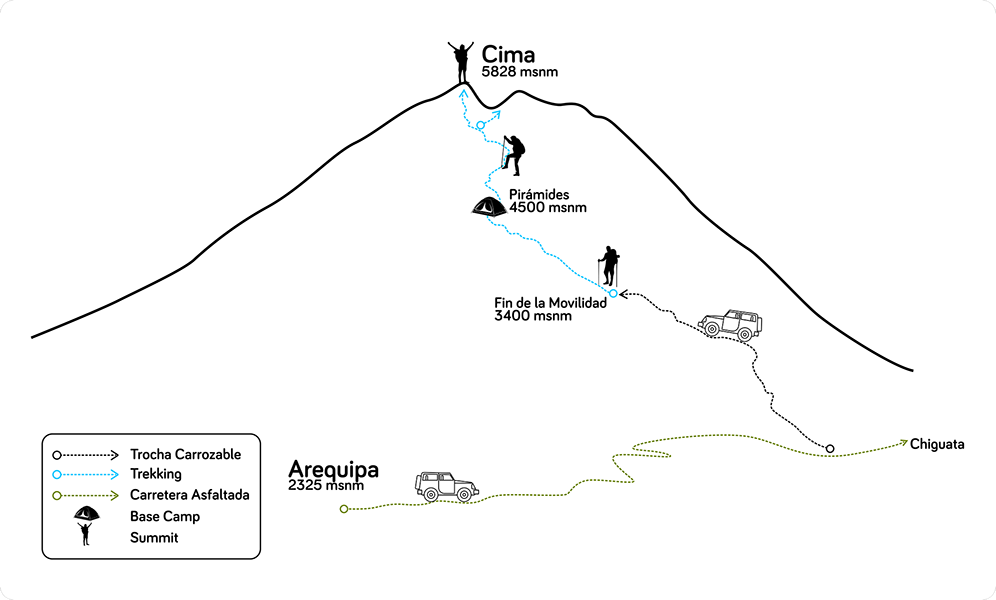 Cima
5828 msnm
Pirámides
4500 msnm
Fin de la Movilidad
3400 msnm
Chiguata
Arequipa
2325 msnm
Trocha Carrozable
Trekking
Carretera Asfaltada
Base Camp
Summit